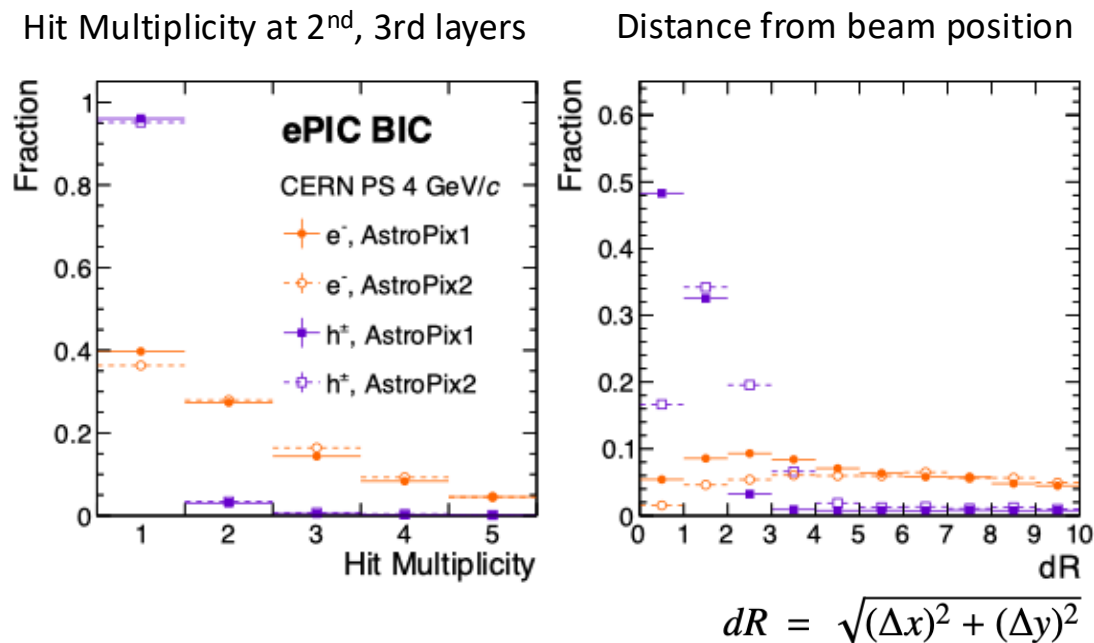 Hit Multiplicity at 2nd, 3rd layers
Distance from beam position
Fraction
1
0.8
0.6
0.4
0.2
0
ePIC BIC
CERN PS 4 GeV/c
e⁻, AstroPix1
e⁻, AstroPix2
h±, AstroPix1
h±, AstroPix2
1 2 3 4 5
Hit Multiplicity
Fraction
0.6
0.5
0.4
0.3
0.2
0.1
0
0 1 2 3 4 5 6 7 8 9 10
dR
dR = √(Δx)² + (Δy)²